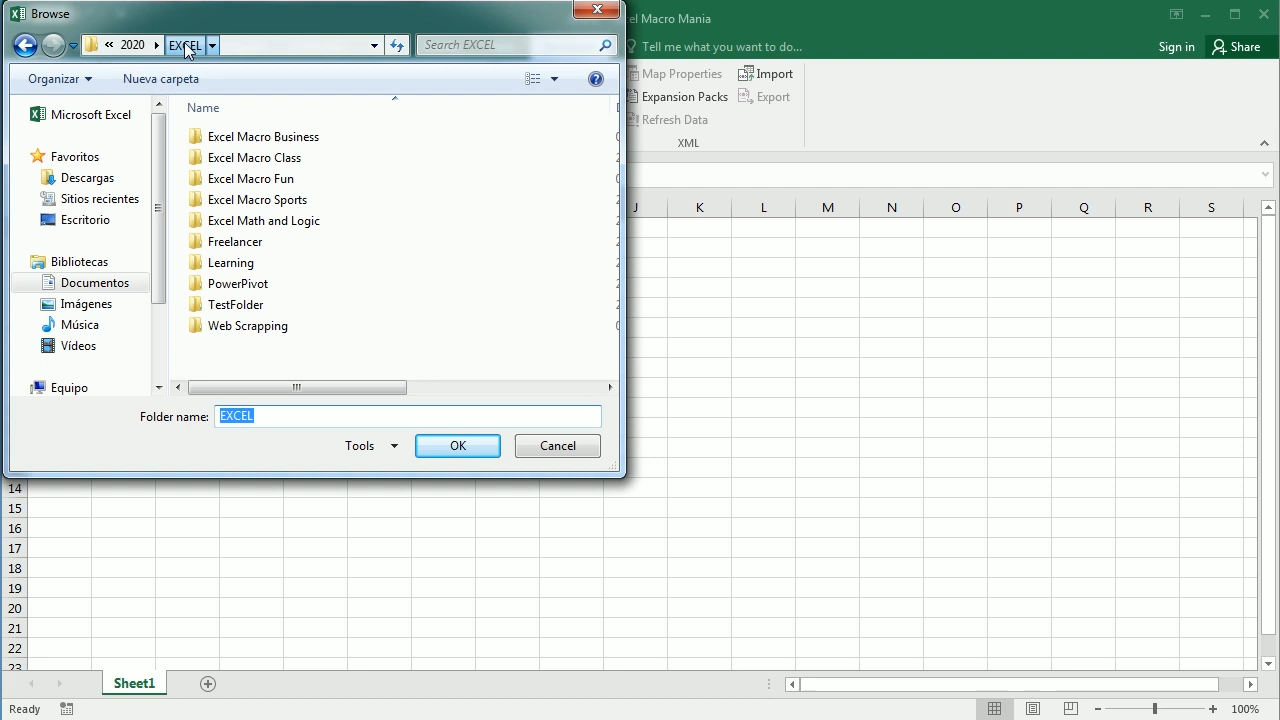 Browse
el Macro Mania
2020 EXCEL
Search EXCEL
Tell me what you want to do...
Sign in
Share
Organizar
Nueva carpeta
Map Properties
Import
Expansion Packs
Export
Refresh Data
XML
Microsoft Excel
Favoritos
Descargas
Sitios recientes
Escritorio
Bibliotecas
Documentos
Imágenes
Música
Vídeos
Equipo
Name
Excel Macro Business
Excel Macro Class
Excel Macro Fun
Excel Macro Sports
Excel Math and Logic
Freelancer
Learning
PowerPivot
TestFolder
Web Scrapping
Folder name: EXCEL
Tools
OK
Cancel
J K L M N O P Q R S
14
15
16
17
18
19
20
21
22
23
Sheet1
Ready
100%